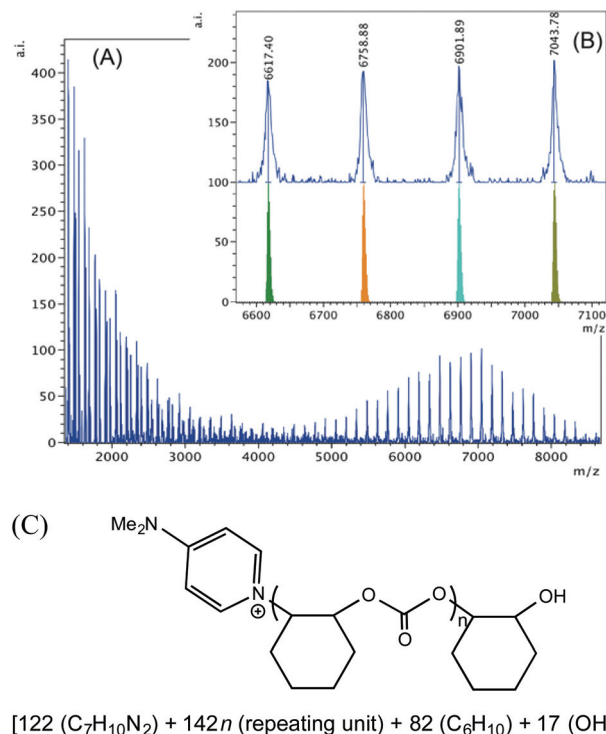 (A)
a.i.
400
350
300
250
200
150
100
50
0
2000
3000
4000
5000
6000
7000
8000
m/z
(B)
a.i.
6617.40
6758.88
6901.89
7043.78
200
150
100
50
0
6600
6700
6800
6900
7000
7100
m/z
(C)
Me₂N
N
⊕
(
O
O
O
)
n
OH
[122 (C₇H₁₀N₂) + 142n (repeating unit) + 82 (C₆H₁₀) + 17 (OH